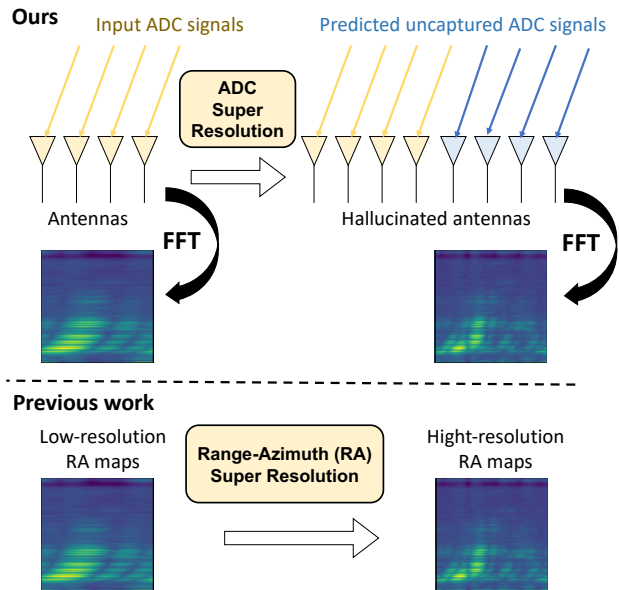 Ours
Input ADC signals
Predicted uncaptured ADC signals
ADC
Super
Resolution
Antennas
Hallucinated antennas
FFT
FFT
Previous work
Low-resolution
RA maps
Range-Azimuth (RA)
Super Resolution
Hight-resolution
RA maps